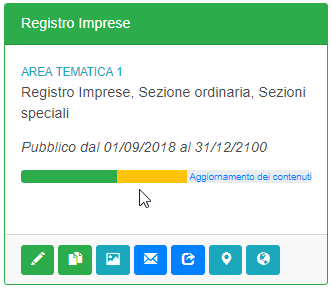 Registro Imprese
AREA TEMATICA 1
Registro Imprese, Sezione ordinaria, Sezioni
speciali
Pubblico dal 01/09/2018 al 31/12/2100
Aggiornamento dei contenuti